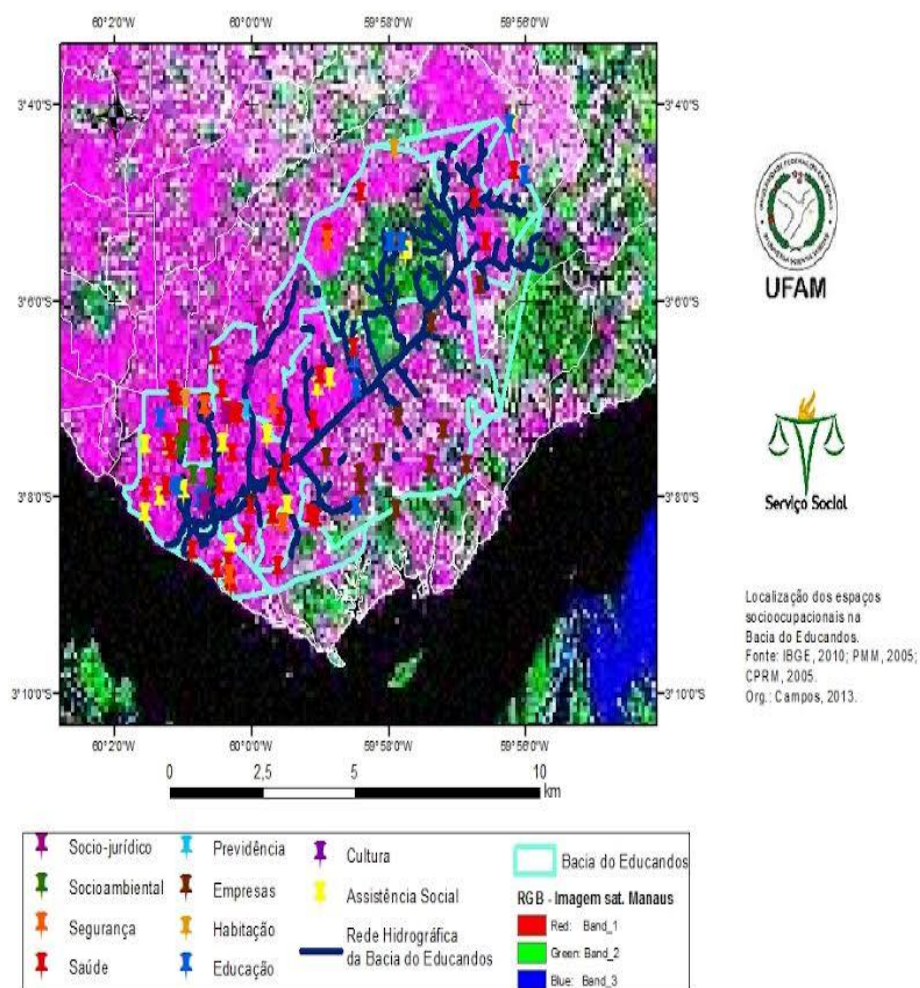 60°2'0"W 60°0'0"W 59°58'0"W 59°56'0"W
3°40'S 3°40'S
3°6'0"S 3°6'0"S
3°8'0"S 3°8'0"S
3°10'0"S 3°10'0"S
60°2'0"W 60°0'0"W 59°58'0"W 59°56'0"W
0 2,5 5 10
km
UFAM
Serviço Social
Localização dos espaços
socioocupacionais na
Bacia do Educandos.
Fonte: IBGE, 2010; PMM, 2005;
CPRM, 2005.
Org.: Campos, 2013.
Socio-jurídico
Socioambiental
Segurança
Saúde
Previdência
Empresas
Habitação
Educação
Cultura
Assistência Social
Rede Hidrográfica
da Bacia do Educandos
Bacia do Educandos
RGB - Imagem sat. Manaus
Red: Band_1
Green: Band_2
Blue: Band_3